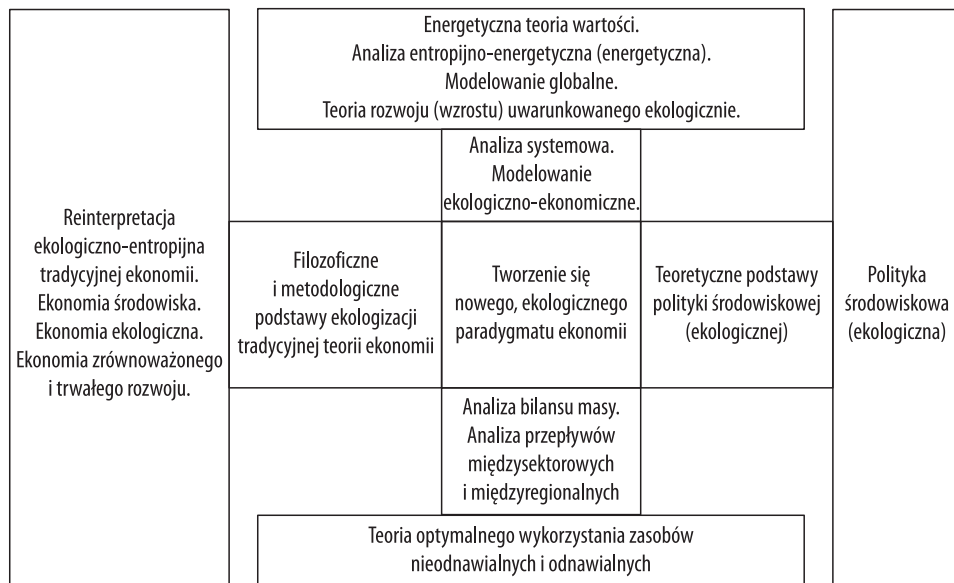 Energetyczna teoria wartości.
Analiza entropijno-energetyczna (energetyczna).
Modelowanie globalne.
Teoria rozwoju (wzrostu) uwarunkowanego ekologicznie.
Analiza systemowa.
Modelowanie
ekologiczno-ekonomiczne.
Reinterpretacja
ekologiczno-entropijna
tradycyjnej ekonomii.
Ekonomia środowiska.
Ekonomia ekologiczna.
Ekonomia zrównoważonego
i trwałego rozwoju.
Filozoficzne
i metodologiczne
podstawy ekologizacji
tradycyjnej teorii ekonomii
Tworzenie się
nowego, ekologicznego
paradygmatu ekonomii
Teoretyczne podstawy
polityki środowiskowej
(ekologicznej)
Polityka
środowiskowa
(ekologiczna)
Analiza bilansu masy.
Analiza przepływów
międzysektorowych
i międzyregionalnych
Teoria optymalnego wykorzystania zasobów
nieodnawialnych i odnawialnych